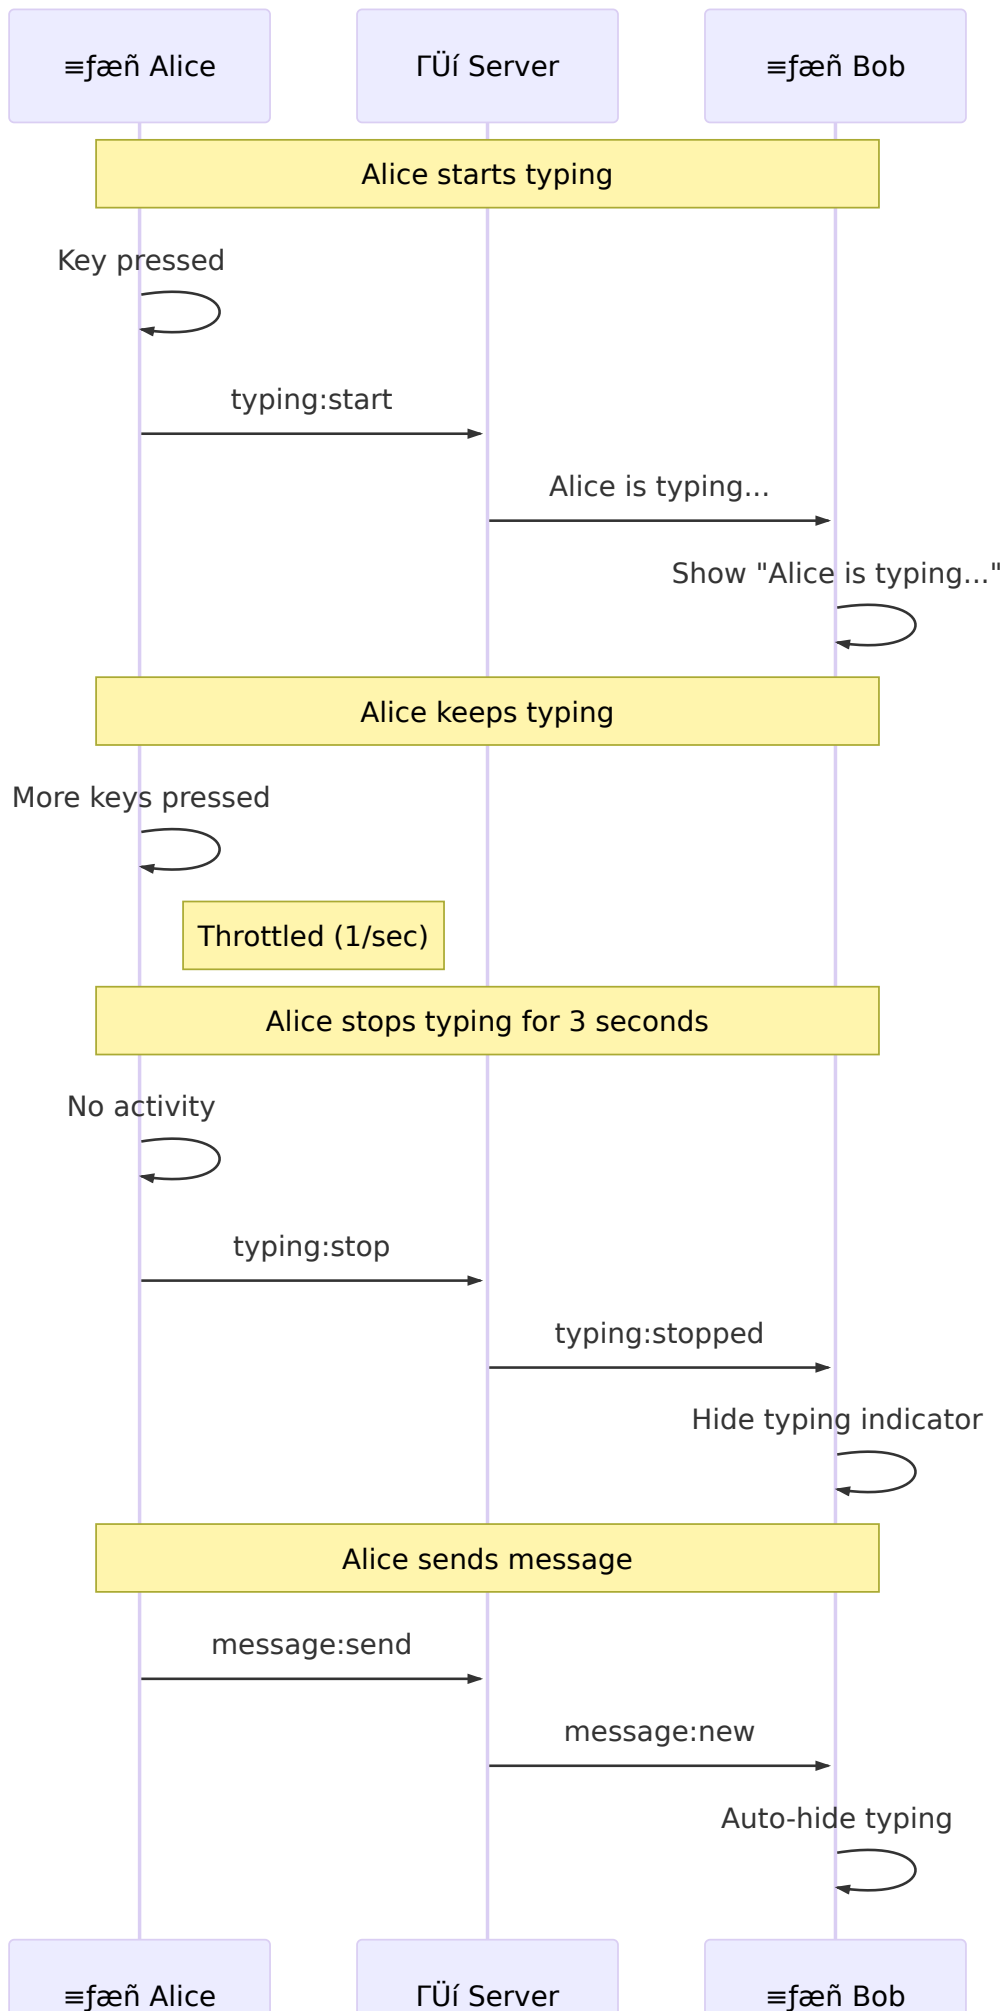 ≡ƒæñ Alice
ΓÜí Server
≡ƒæñ Bob
Alice starts typing
Key pressed
typing:start
Alice is typing...
Show "Alice is typing..."
Alice keeps typing
More keys pressed
Throttled (1/sec)
Alice stops typing for 3 seconds
No activity
typing:stop
typing:stopped
Hide typing indicator
Alice sends message
message:send
message:new
Auto-hide typing
≡ƒæñ Alice
ΓÜí Server
≡ƒæñ Bob